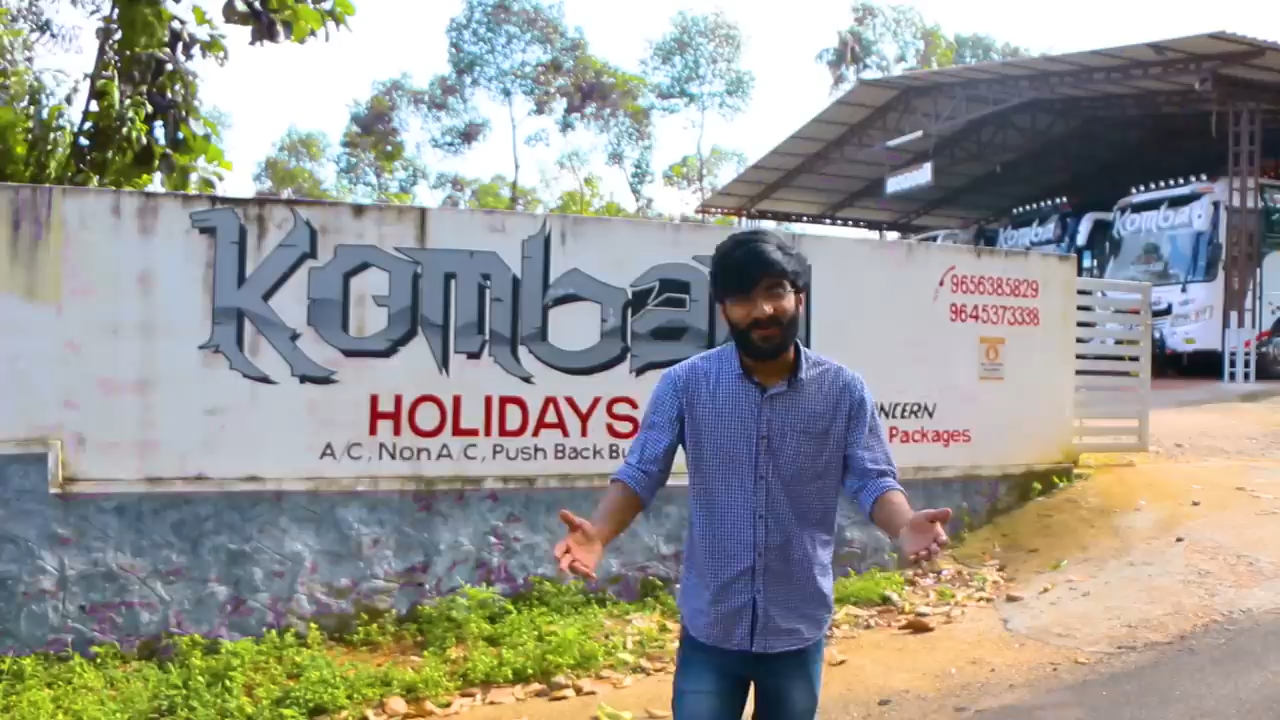 Komba
HOLIDAYS
A/C, Non A/C, Push Back Bu
9656385829
9645373338
NCERN
Packages
Komba
Komba